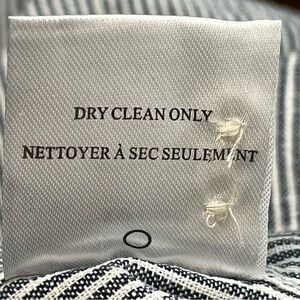 DRY CLEAN ONLY
NETTOYER À SEC SEULEMENT